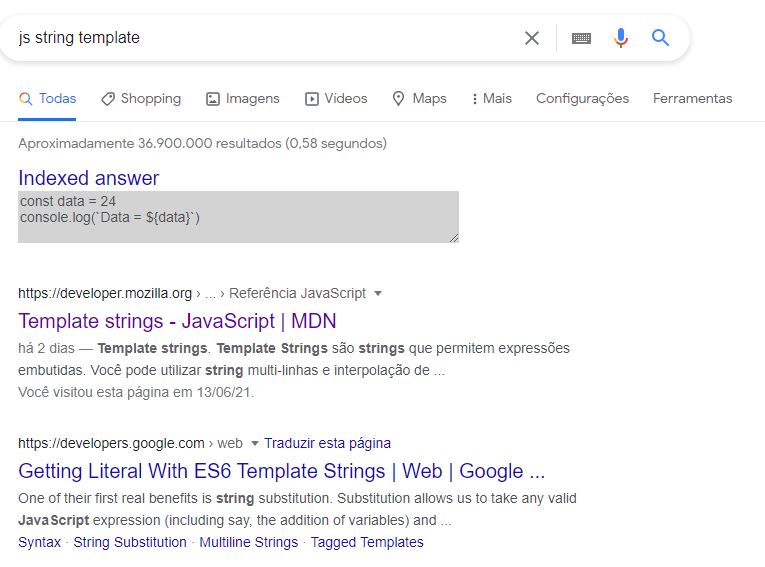 js string template
Todas Shopping Imagens Vídeos Maps Mais Configurações Ferramentas
Aproximadamente 36.900.000 resultados (0,58 segundos)
Indexed answer
const data = 24
console.log(`Data = ${data}`)
https://developer.mozilla.org › ... › Referência JavaScript
Template strings - JavaScript | MDN
há 2 dias — Template strings. Template Strings são strings que permitem expressões
embutidas. Você pode utilizar string multi-linhas e interpolação de ...
Você visitou esta página em 13/06/21.
https://developers.google.com › web Traduzir esta página
Getting Literal With ES6 Template Strings | Web | Google ...
One of their first real benefits is string substitution. Substitution allows us to take any valid
JavaScript expression (including say, the addition of variables) and ...
Syntax · String Substitution · Multiline Strings · Tagged Templates